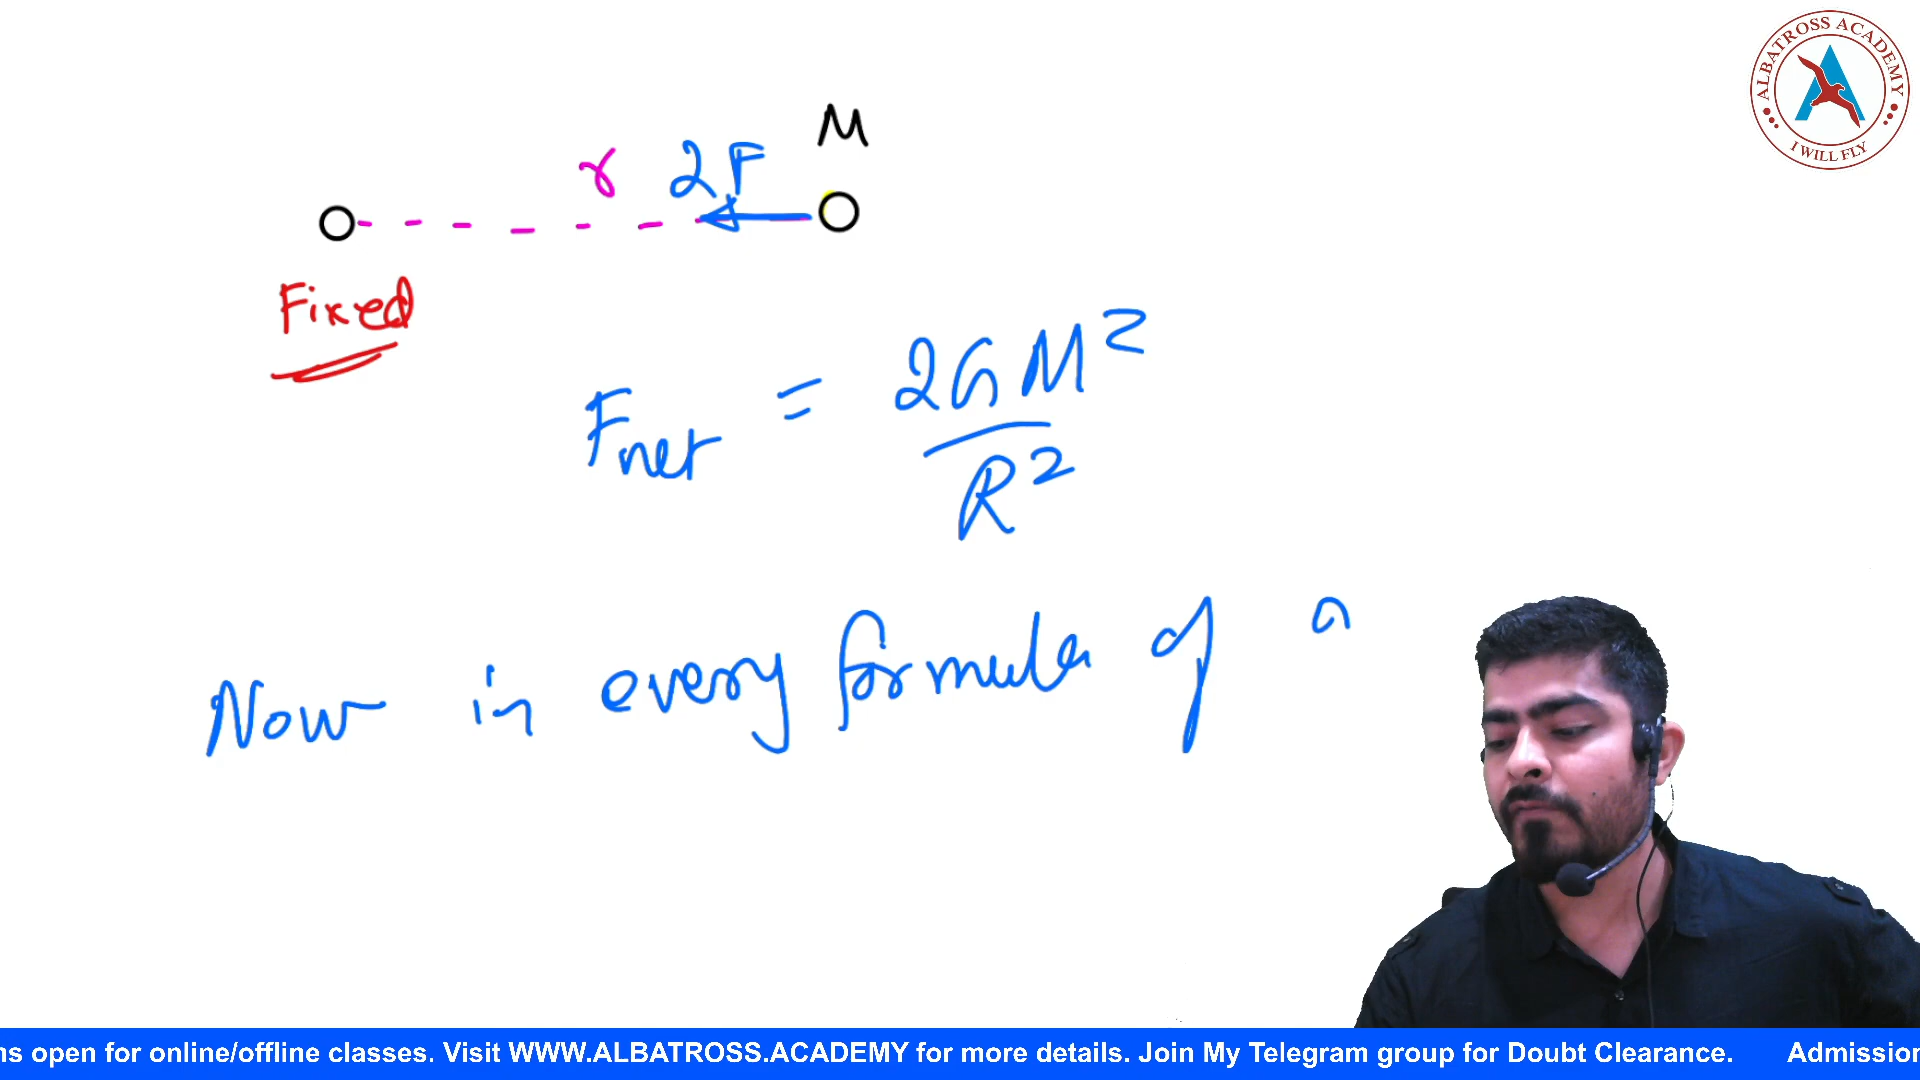 ALBATROSS ACADEMY
I WILL FLY
M
r 2F
Fixed
Fnet = 2GM²
R²
Now in every formula of a
ns open for online/offline classes. Visit WWW.ALBATROSS.ACADEMY for more details. Join My Telegram group for Doubt Clearance. Admission